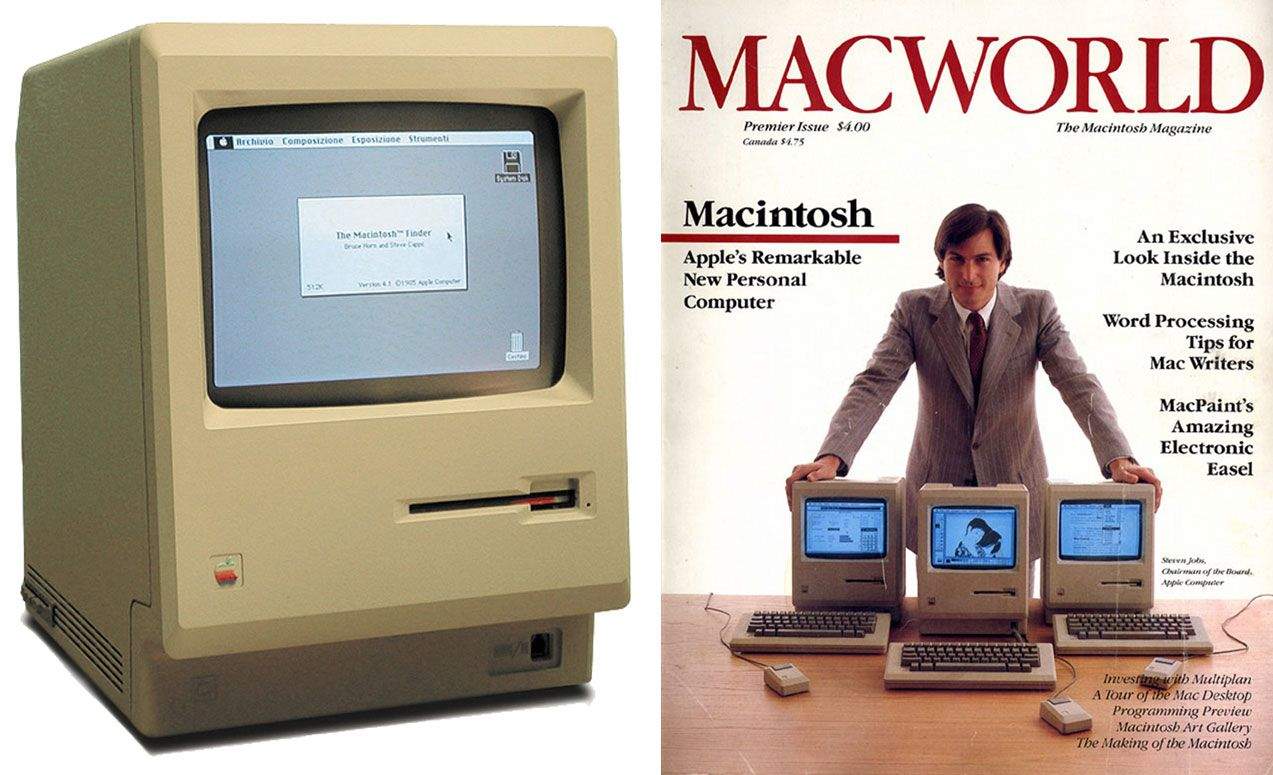 Archivio Composizione Esposizione Strumenti
System Disk
The Macintosh™ Finder
Bruce Horn and Steve Capps
512K Version 4.1 ©1985 Apple Computer
Cestino
MACWORLD
Premier Issue $4.00
Canada $4.75
The Macintosh Magazine
Macintosh
Apple's Remarkable
New Personal
Computer
An Exclusive
Look Inside the
Macintosh
Word Processing
Tips for
Mac Writers
MacPaint's
Amazing
Electronic
Easel
Steven Jobs,
Chairman of the Board,
Apple Computer
Investing with Multiplan
A Tour of the Mac Desktop
Programming Preview
Macintosh Art Gallery
The Making of the Macintosh